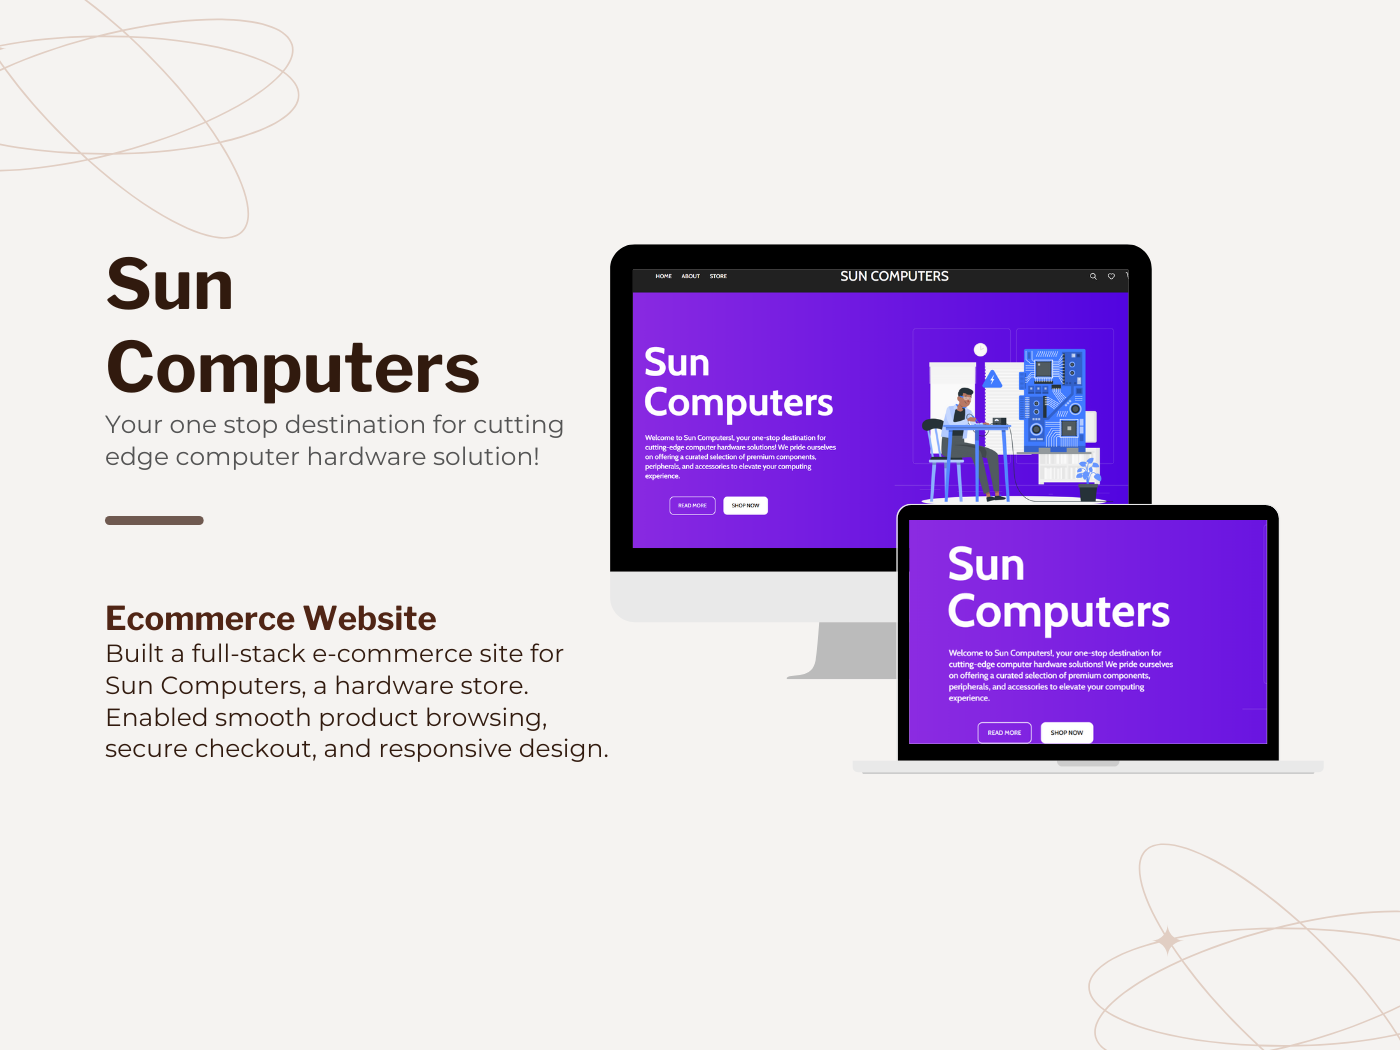 Sun
Computers
Your one stop destination for cutting
edge computer hardware solution!
Ecommerce Website
Built a full-stack e-commerce site for
Sun Computers, a hardware store.
Enabled smooth product browsing,
secure checkout, and responsive design.
HOME ABOUT STORE SUN COMPUTERS
Sun
Computers
Welcome to Sun Computers!, your one-stop destination for
cutting-edge computer hardware solutions! We pride ourselves
on offering a curated selection of premium components,
peripherals, and accessories to elevate your computing
experience.
READ MORE SHOP NOW
Sun
Computers
Welcome to Sun Computers!, your one-stop destination for
cutting-edge computer hardware solutions! We pride ourselves
on offering a curated selection of premium components,
peripherals, and accessories to elevate your computing
experience.
READ MORE SHOP NOW